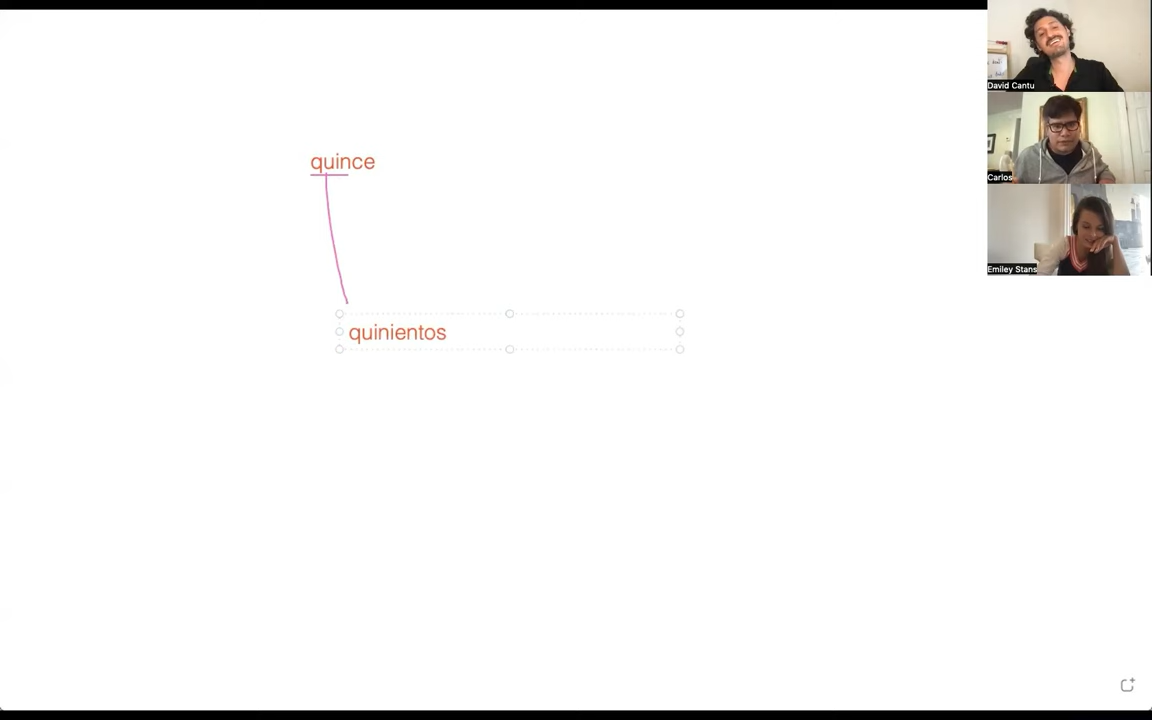 quince
quinientos
David Cantu
Carlos
Emiley Stans